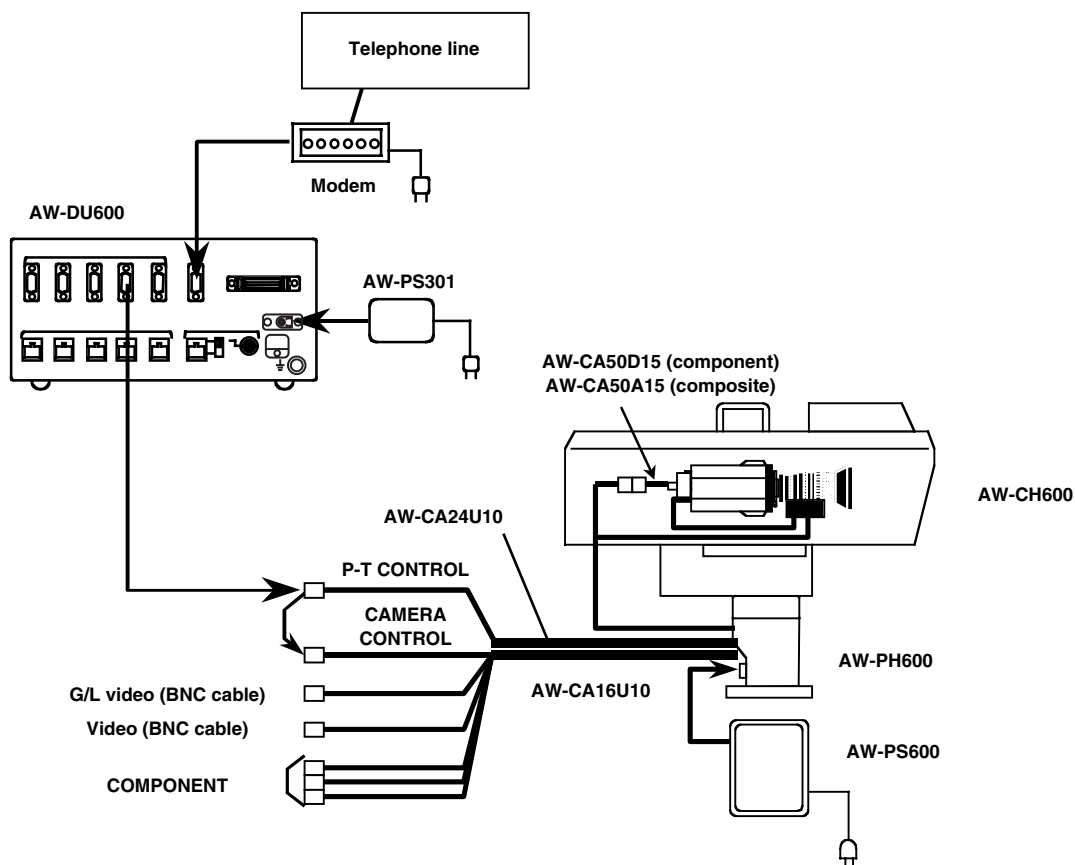 Telephone line
Modem
AW-DU600
AW-PS301
AW-CA50D15 (component)
AW-CA50A15 (composite)
AW-CH600
AW-CA24U10
P-T CONTROL
CAMERA
CONTROL
AW-PH600
G/L video (BNC cable)
AW-CA16U10
Video (BNC cable)
AW-PS600
COMPONENT